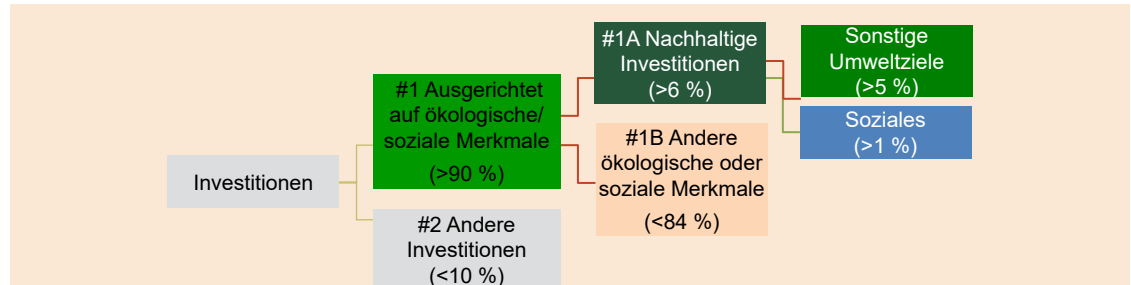 Investitionen
#1 Ausgerichtet
auf ökologische/
soziale Merkmale
(>90 %)
#2 Andere
Investitionen
(<10 %)
#1A Nachhaltige
Investitionen
(>6 %)
#1B Andere
ökologische oder
soziale Merkmale
(<84 %)
Sonstige
Umweltziele
(>5 %)
Soziales
(>1 %)